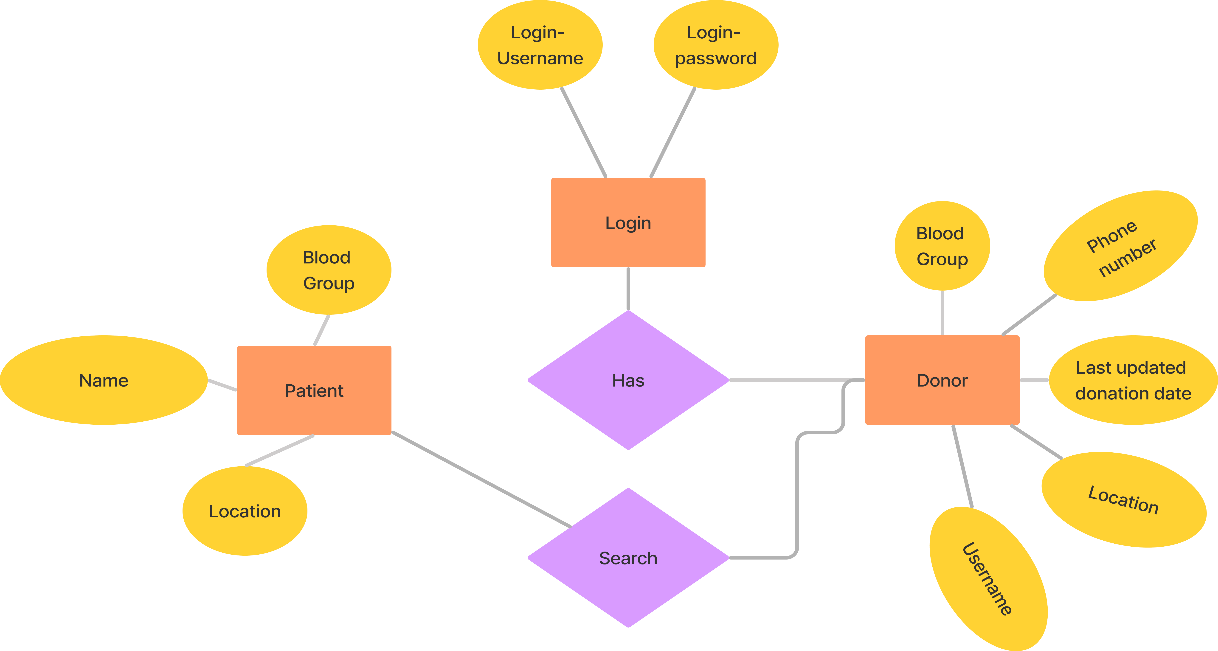 Login-
Username
Login-
password
Login
Blood
Group
Phone
number
Blood
Group
Name
Patient
Has
Donor
Last updated
donation date
Location
Location
Search
Username